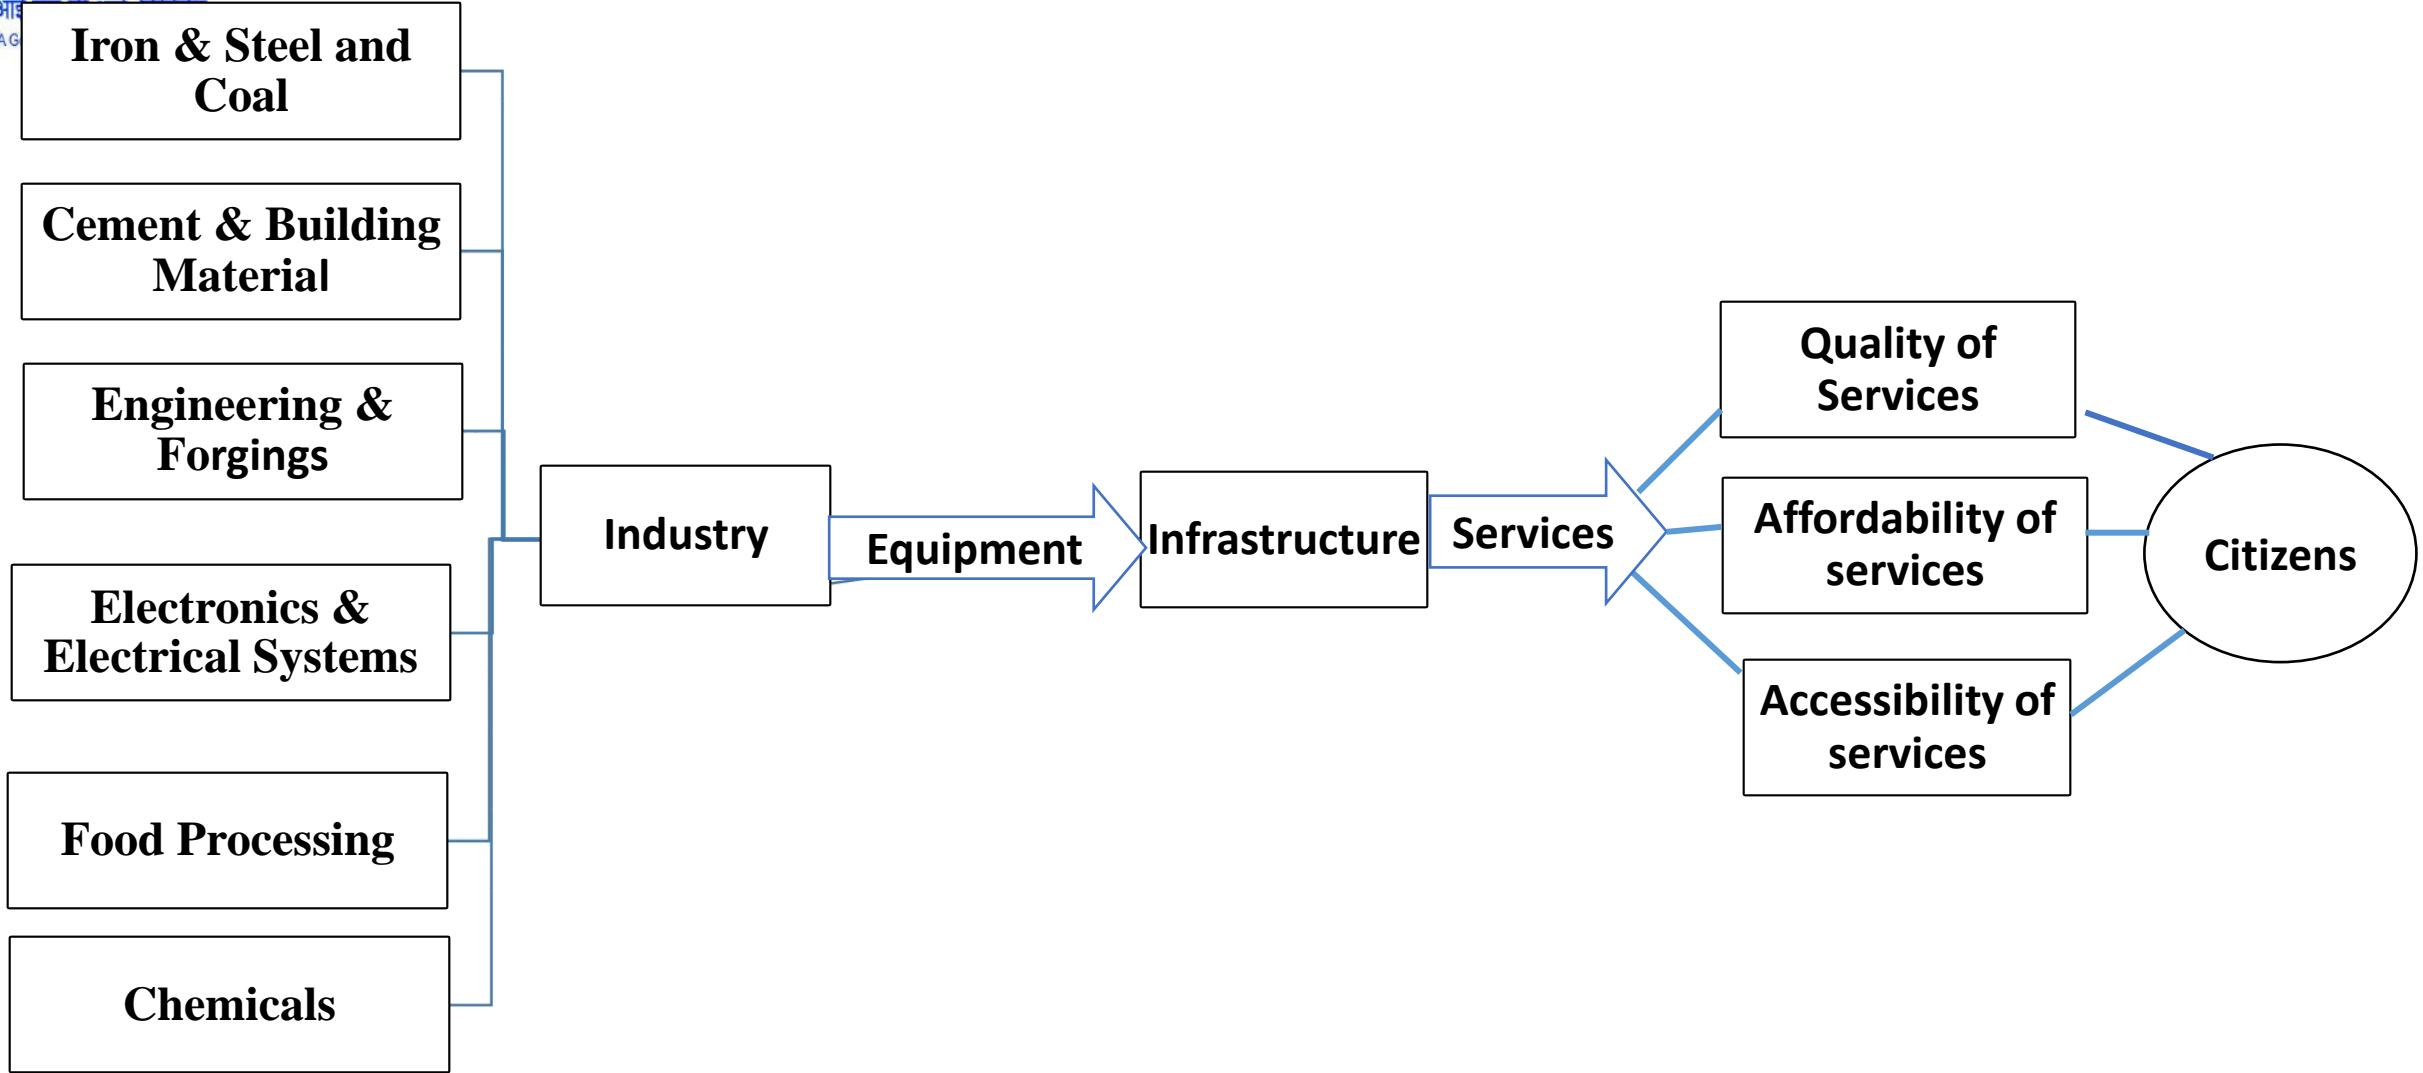 Iron & Steel and
Coal
Cement & Building
Material
Engineering &
Forgings
Electronics &
Electrical Systems
Food Processing
Chemicals
Industry
Equipment
Infrastructure
Services
Quality of
Services
Affordability of
services
Accessibility of
services
Citizens